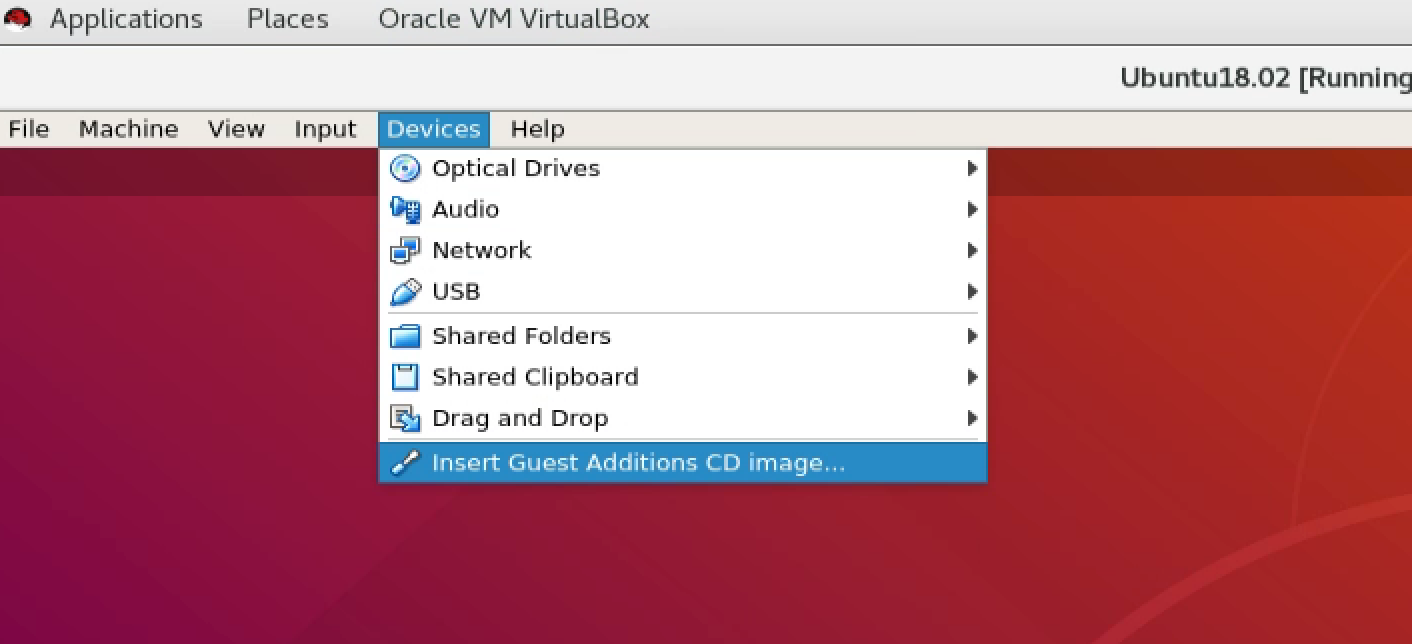 Applications Places Oracle VM VirtualBox
Ubuntu18.02 [Running
File Machine View Input Devices Help
Optical Drives
Audio
Network
USB
Shared Folders
Shared Clipboard
Drag and Drop
Insert Guest Additions CD image...